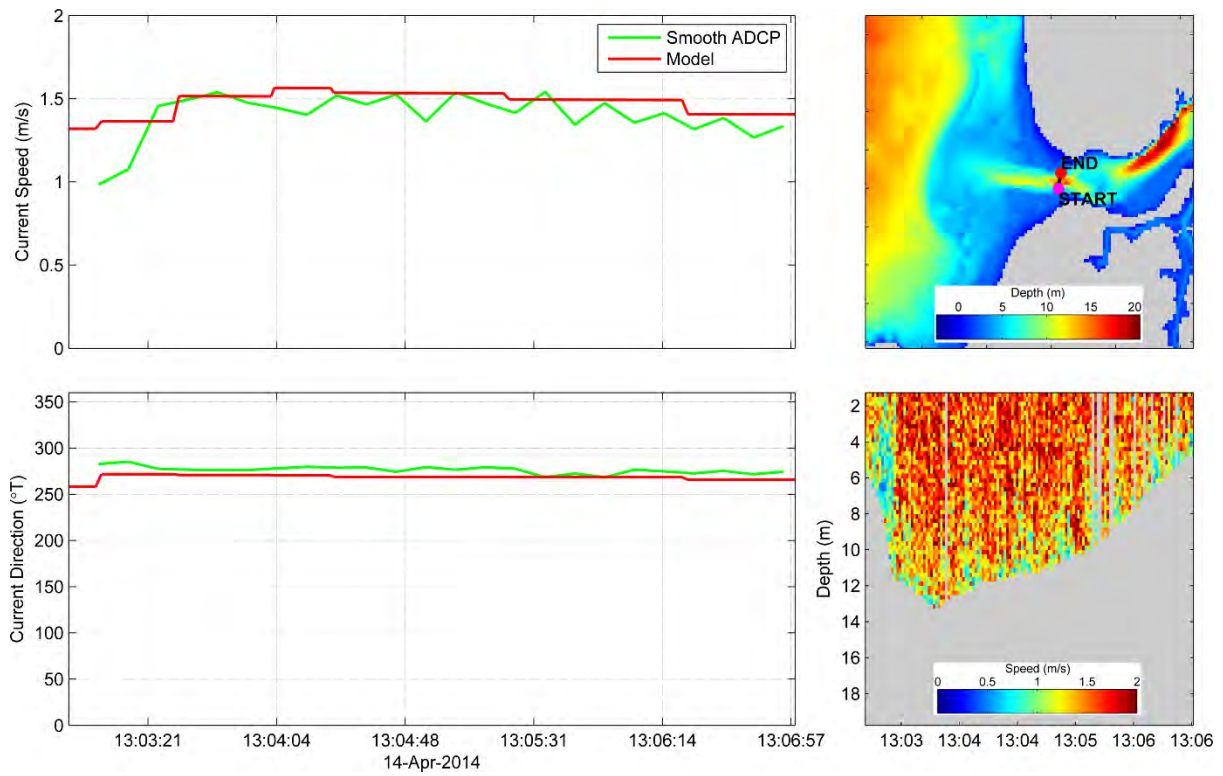 2
1.5
1
0.5
0
Current Speed (m/s)
Smooth ADCP
Model
END
START
Depth (m)
0 5 10 15 20
350
300
250
200
150
100
50
0
Current Direction (°T)
13:03:21 13:04:04 13:04:48 13:05:31 13:06:14 13:06:57
14-Apr-2014
2
4
6
8
10
12
14
16
18
Depth (m)
Speed (m/s)
0 0.5 1 1.5 2
13:03 13:04 13:04 13:05 13:06 13:06